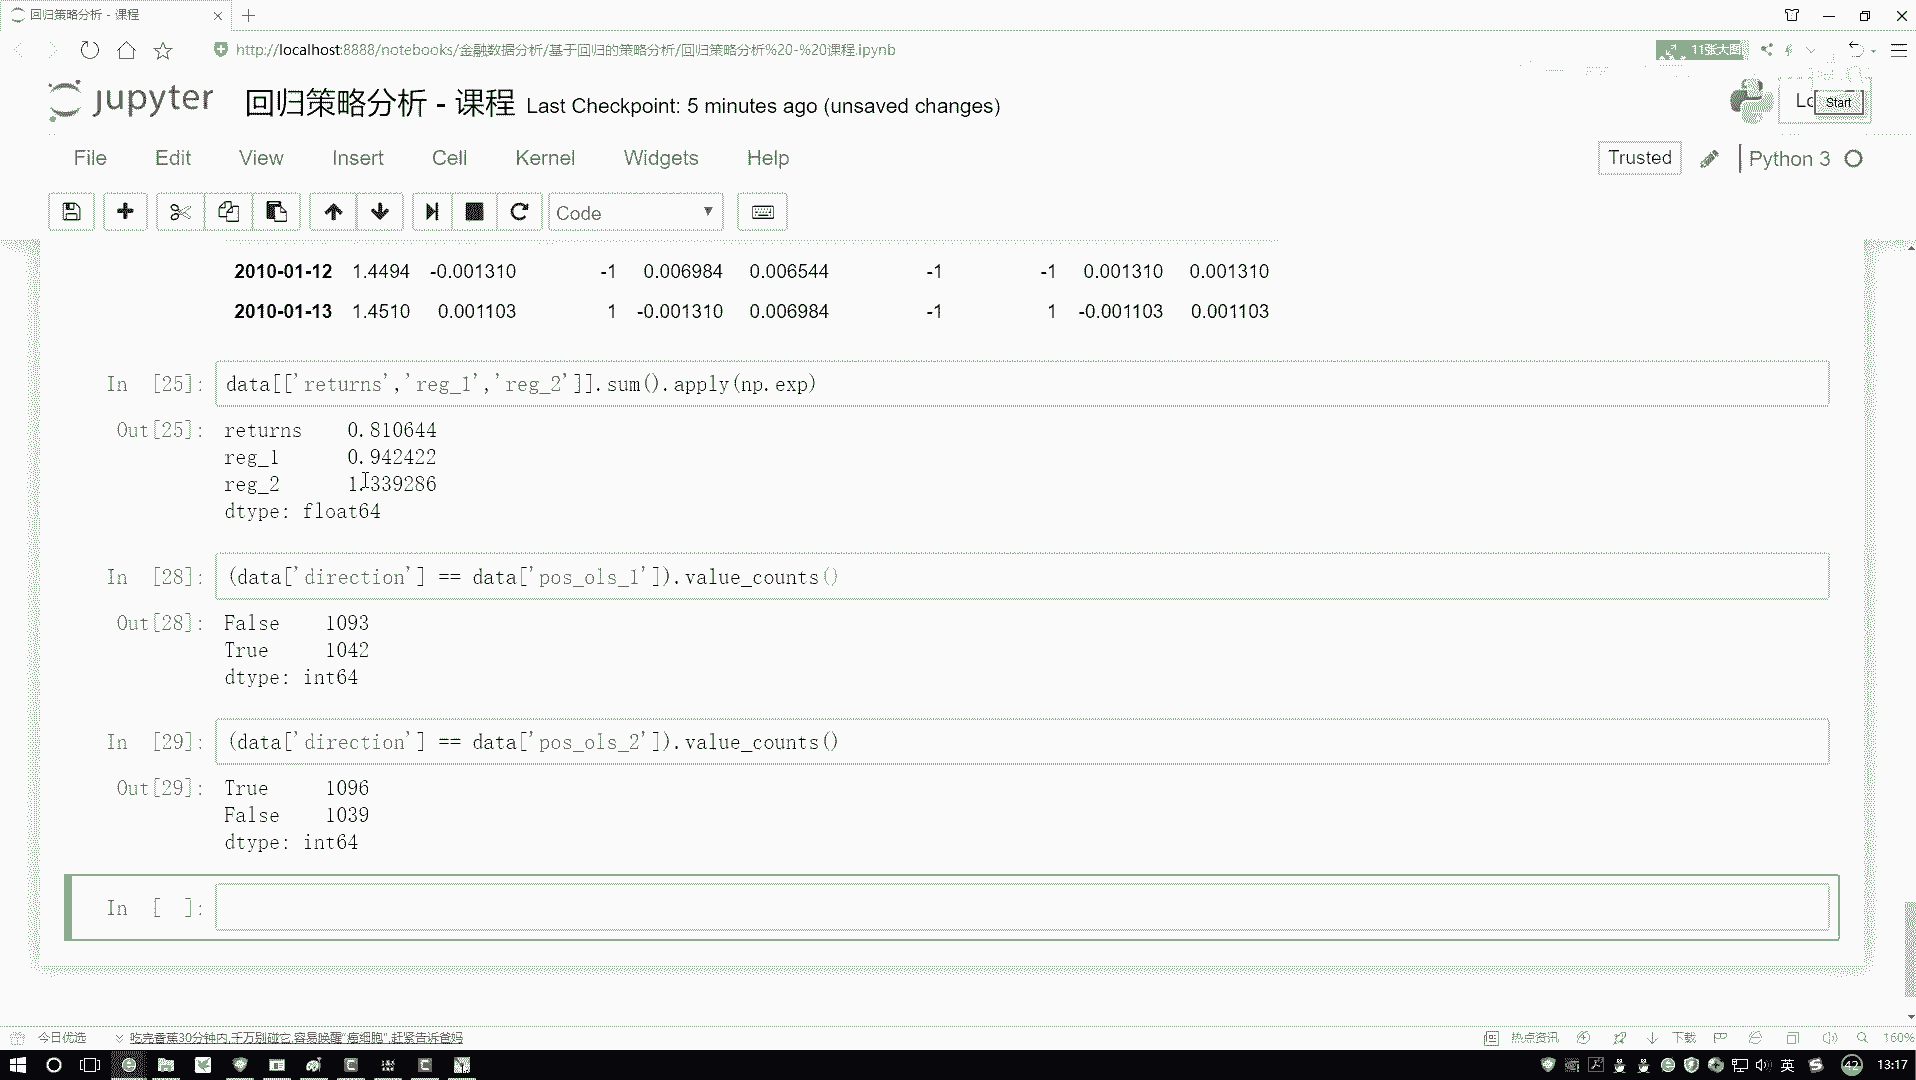 回归策略分析 - 课程
http://localhost:8888/notebooks/金融数据分析/基于回归的策略分析/回归策略分析%20-%20课程.ipynb
11张大图
jupyter 回归策略分析 - 课程 Last Checkpoint: 5 minutes ago (unsaved changes)
Start
File Edit View Insert Cell Kernel Widgets Help
Trusted Python 3
Code
2010-01-12 1.4494 -0.001310 -1 0.006984 0.006544 -1 -1 0.001310 0.001310
2010-01-13 1.4510 0.001103 1 -0.001310 0.006984 -1 1 -0.001103 0.001103
In [25]: data[['returns','reg_1','reg_2']].sum().apply(np.exp)
Out[25]: returns 0.810644
reg_1 0.942422
reg_2 1.339286
dtype: float64
In [28]: (data['direction'] == data['pos_ols_1']).value_counts()
Out[28]: False 1093
True 1042
dtype: int64
In [29]: (data['direction'] == data['pos_ols_2']).value_counts()
Out[29]: True 1096
False 1039
dtype: int64
In [ ]:
今日优选 吃完香蕉30分钟内,千万别碰它,容易唤醒"癌细胞",赶紧告诉爸妈 热点资讯 下载 160%
英 42 13:17